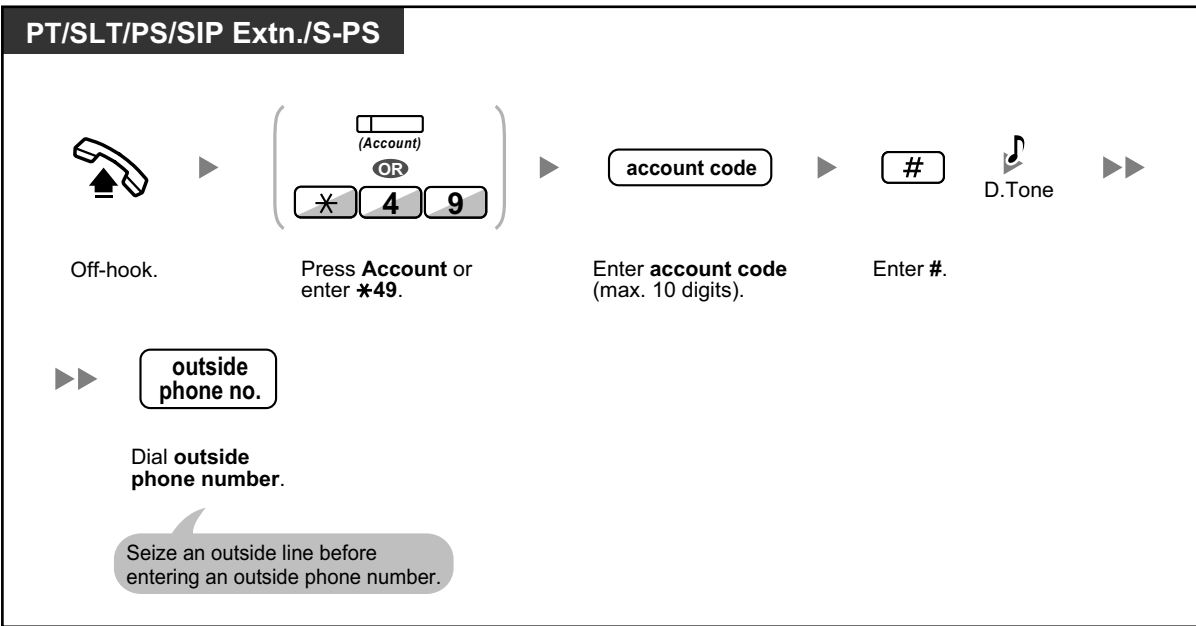 PT/SLT/PS/SIP Extn./S-PS
(Account)
OR
* 4 9
account code
#
D.Tone
Off-hook.
Press Account or
enter *49.
Enter account code
(max. 10 digits).
Enter #.
outside
phone no.
Dial outside
phone number.
Seize an outside line before
entering an outside phone number.